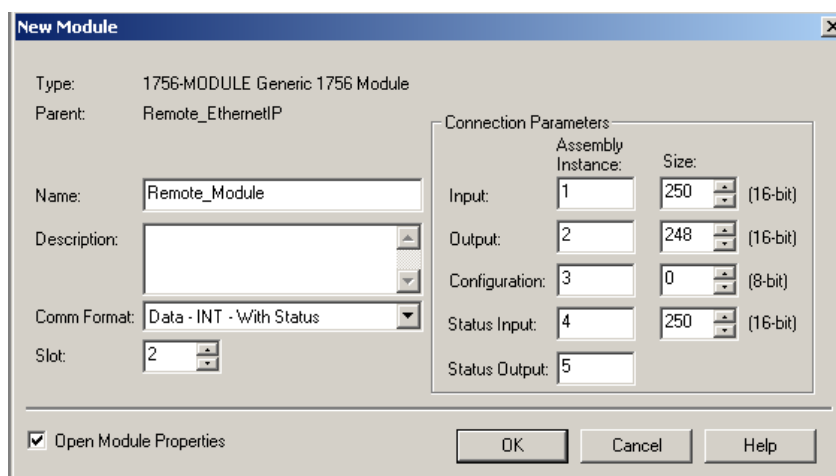 New Module
Type: 1756-MODULE Generic 1756 Module
Parent: Remote_EthernetIP
Connection Parameters
Assembly
Instance: Size:
Name: Remote_Module
Input: 1 250 (16-bit)
Description:
Output: 2 248 (16-bit)
Configuration: 3 0 (8-bit)
Comm Format: Data - INT - With Status
Status Input: 4 250 (16-bit)
Slot: 2
Status Output: 5
Open Module Properties
OK Cancel Help